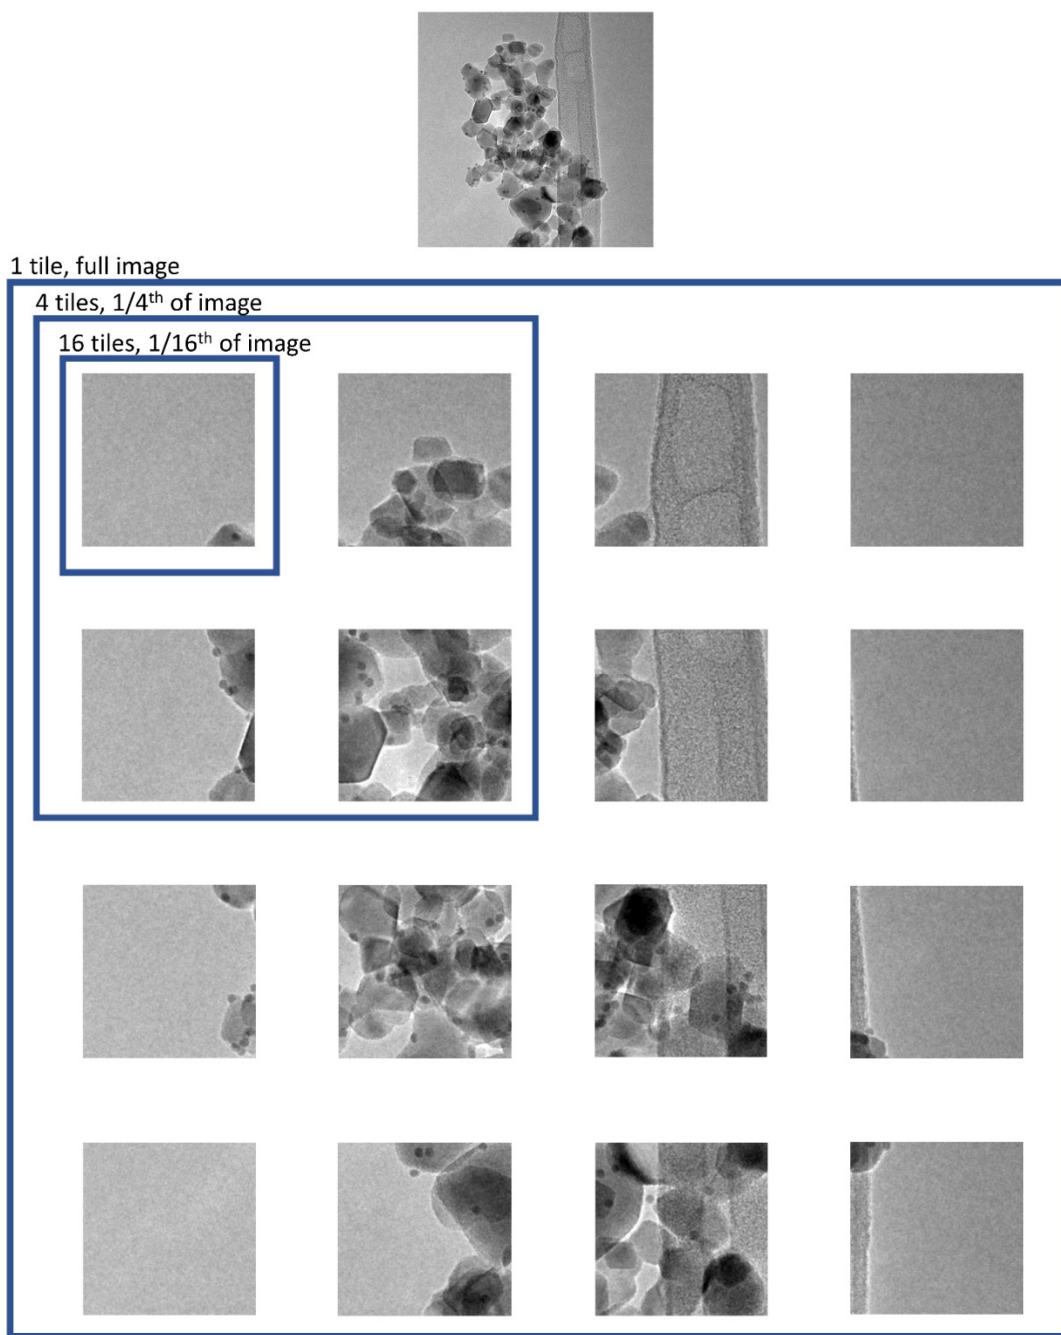 1 tile, full image
4 tiles, 1/4th of image
16 tiles, 1/16th of image